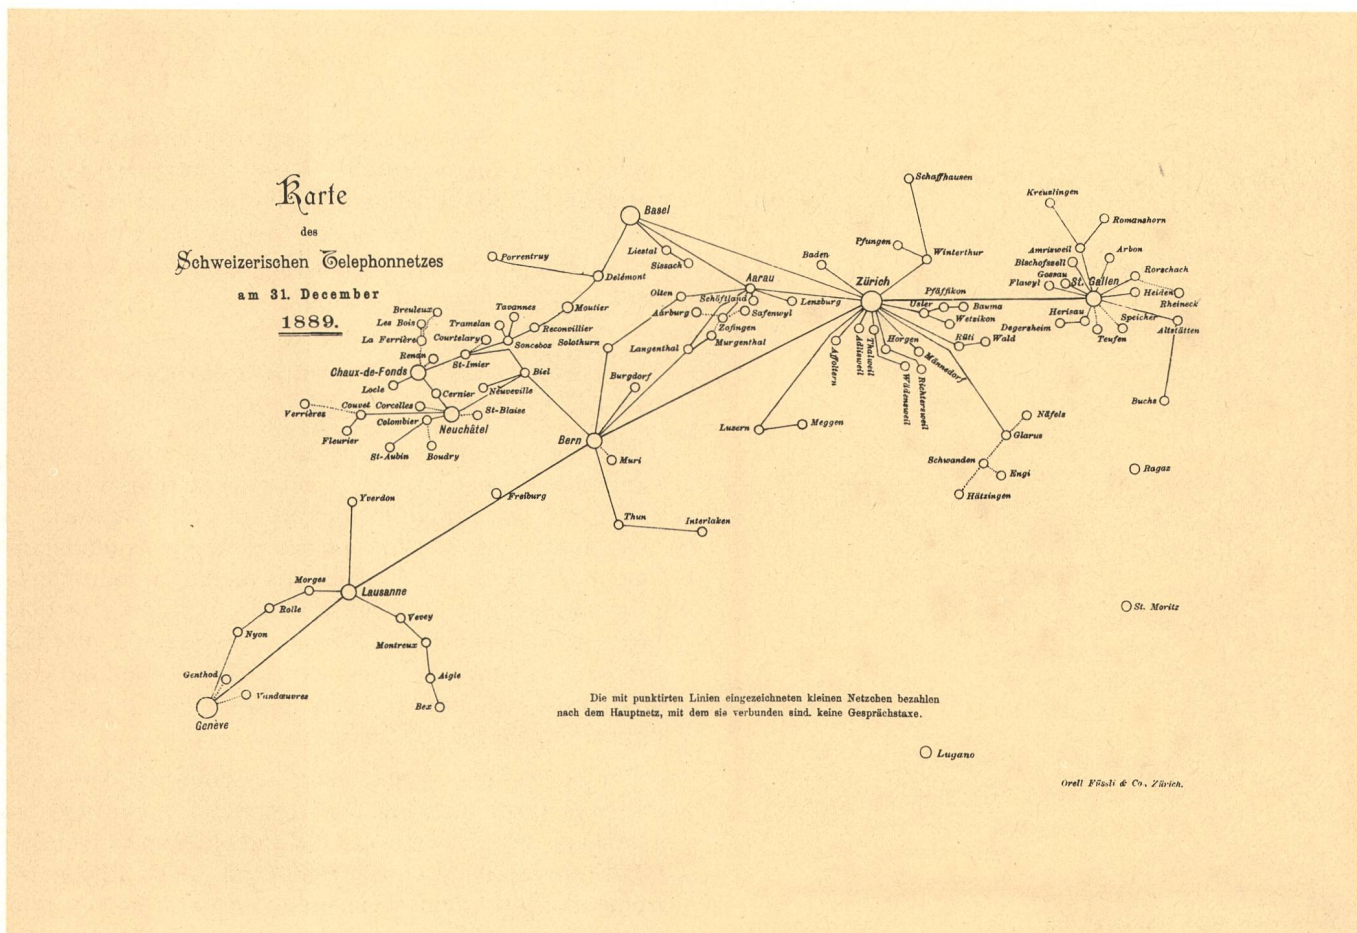 Karte
des
Schweizerischen Telephonnetzes
am 31. December
1889.
Schaffhausen
Kreuzlingen
Basel
Romanshorn
Pfungen
Winterthur
Amrisweil
Arbon
Liestal
Porrentruy
Sissach
Baden
Bischofszell
Delémont
Aarau
Zürich
Gossau
St. Gallen
Rorschach
Flawyl
Olten
Schöftland
Lenzburg
Pfäffikon
Heiden
Rheineck
Moutier
Uster
Bauma
Tavannes
Breuleux
Aarburg
Safenwyl
Herisau
Speicher
Les Bois
Tramelan
Reconvillier
Zofingen
Wetzikon
Degersheim
Altstätten
La Ferrière
Courtelary
Sonceboz
Solothurn
Langenthal
Murgenthal
Affoltern
Adlisweil
Thalweil
Horgen
Rüti
Wald
Teufen
Renan
St-Imier
Männedorf
Chaux-de-Fonds
Biel
Wädensweil
Richtersweil
Locle
Cernier
Neuveville
Burgdorf
Buchs
Verrières
Couvet
Corcelles
St-Blaise
Näfels
Colombier
Neuchâtel
Luzern
Meggen
Fleurier
Bern
Glarus
St-Aubin
Boudry
Muri
Schwanden
Engi
Ragaz
Yverdon
Freiburg
Hätzingen
Thun
Interlaken
Morges
Lausanne
Rolle
St. Moritz
Vevey
Nyon
Montreux
Genthod
Aigle
Vandœuvres
Bex
Genève
Die mit punktirten Linien eingezeichneten kleinen Netzchen bezahlen
nach dem Hauptnetz, mit dem sie verbunden sind. keine Gesprächstaxe.
Lugano
Orell Füssli & Co., Zürich.